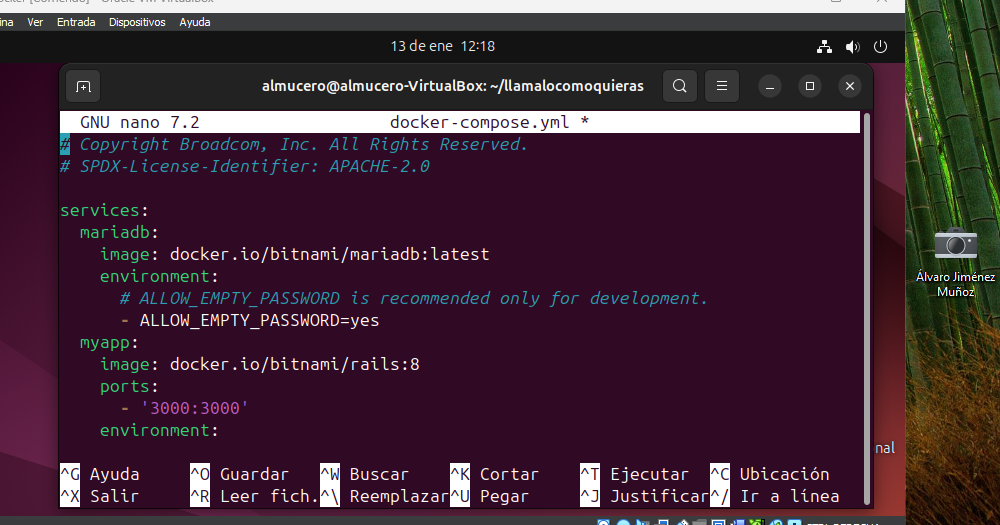 ocker [Corriendo] - Oracle VM VirtualBox
ina Ver Entrada Dispositivos Ayuda
13 de ene 12:18
almucero@almucero-VirtualBox: ~/llamalocomoquieras
GNU nano 7.2 docker-compose.yml *
# Copyright Broadcom, Inc. All Rights Reserved.
# SPDX-License-Identifier: APACHE-2.0
services:
mariadb:
image: docker.io/bitnami/mariadb:latest
environment:
# ALLOW_EMPTY_PASSWORD is recommended only for development.
- ALLOW_EMPTY_PASSWORD=yes
myapp:
image: docker.io/bitnami/rails:8
ports:
- '3000:3000'
environment:
^G Ayuda ^O Guardar ^W Buscar ^K Cortar ^T Ejecutar ^C Ubicación
^X Salir ^R Leer fich. ^\ Reemplazar ^U Pegar ^J Justificar ^/ Ir a línea
nal
Álvaro Jiménez
Muñoz